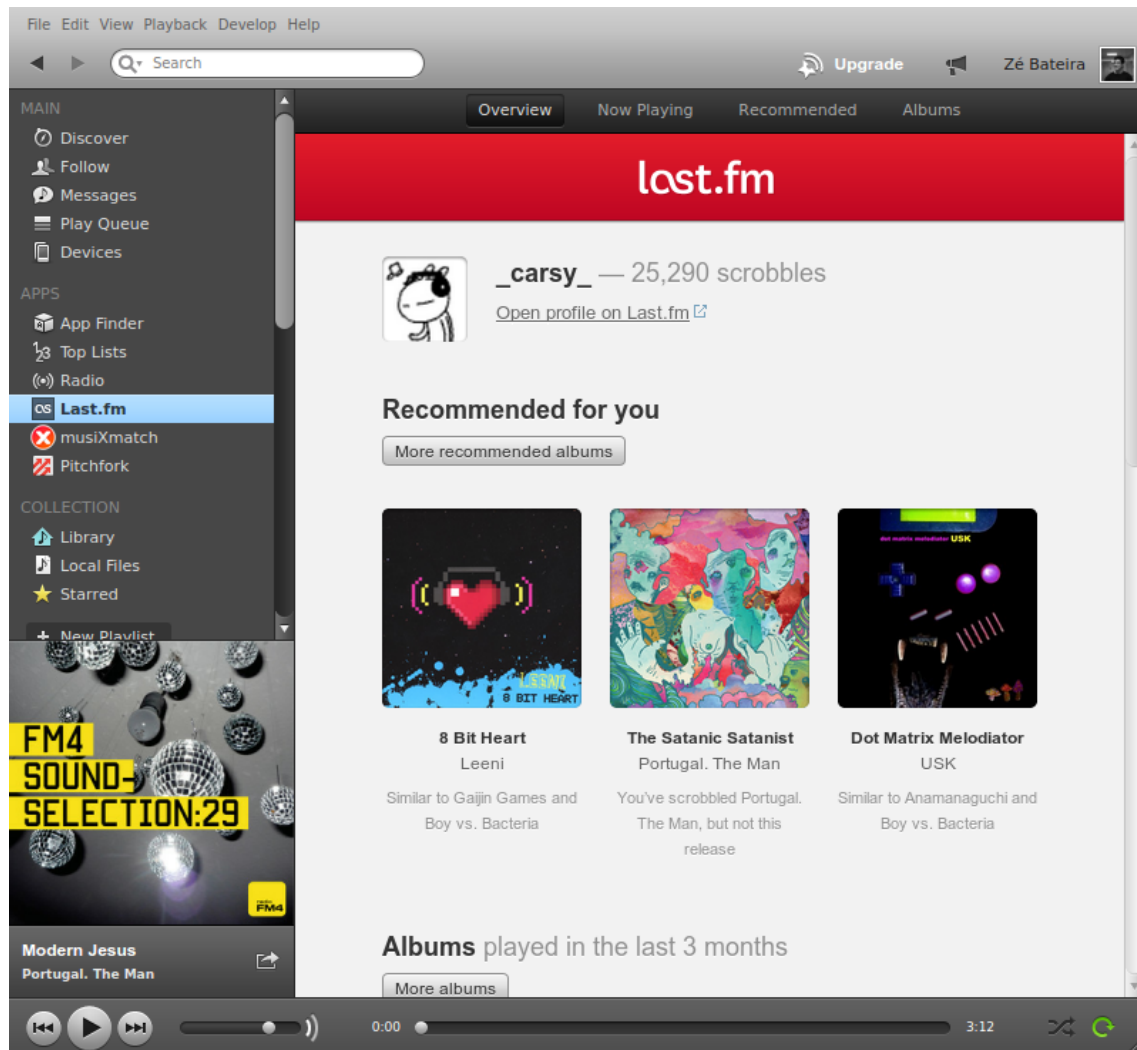 File Edit View Playback Develop Help
Search
Upgrade
Zé Bateira
MAIN
Discover
Follow
Messages
Play Queue
Devices
APPS
App Finder
Top Lists
Radio
Last.fm
musiXmatch
Pitchfork
COLLECTION
Library
Local Files
Starred
+ New Playlist
FM4
SOUND-
SELECTION:29
radio
FM4
Modern Jesus
Portugal. The Man
Overview Now Playing Recommended Albums
last.fm
_carsy_ — 25,290 scrobbles
Open profile on Last.fm
Recommended for you
More recommended albums
LEENI
8 BIT HEART
dot matrix melodiator USK
8 Bit Heart
Leeni
Similar to Gaijin Games and
Boy vs. Bacteria
The Satanic Satanist
Portugal. The Man
You've scrobbled Portugal.
The Man, but not this
release
Dot Matrix Melodiator
USK
Similar to Anamanaguchi and
Boy vs. Bacteria
Albums played in the last 3 months
More albums
0:00
3:12